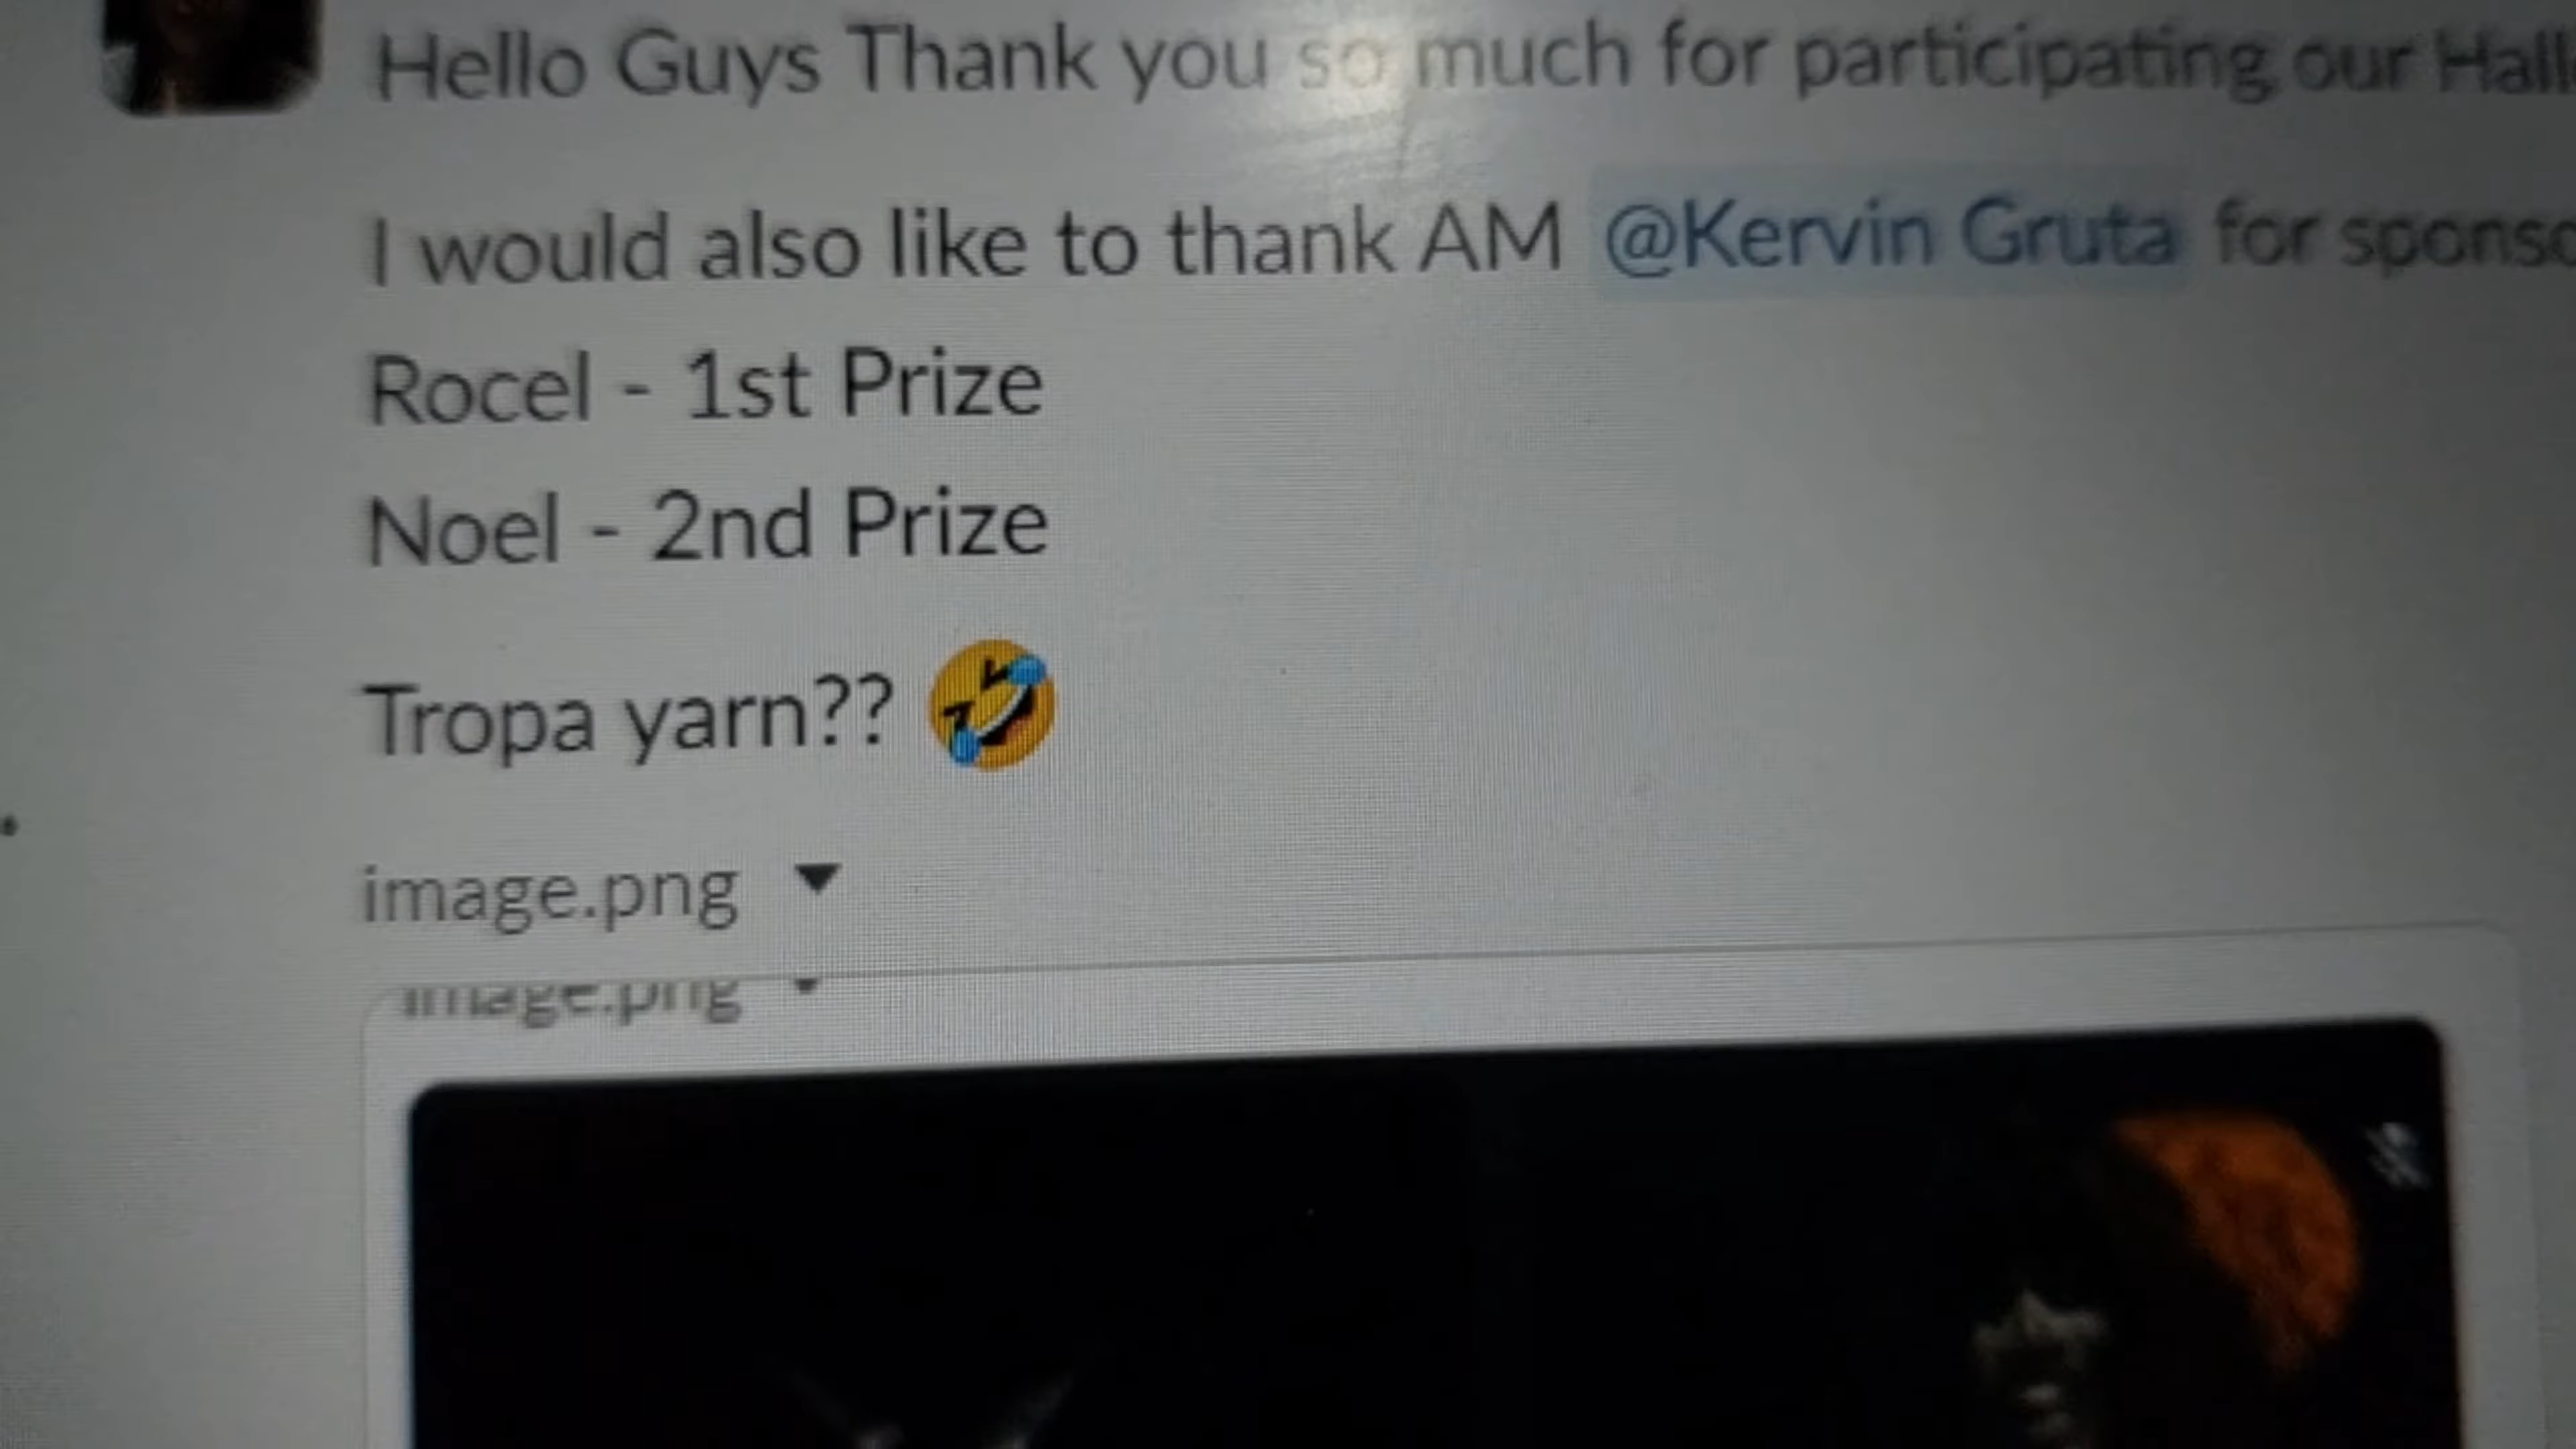 Hello Guys Thank you so much for participating our Hall
I would also like to thank AM @Kervin Gruta for sponso
Rocel - 1st Prize
Noel - 2nd Prize
Tropa yarn?? 🤣
image.png
image.png